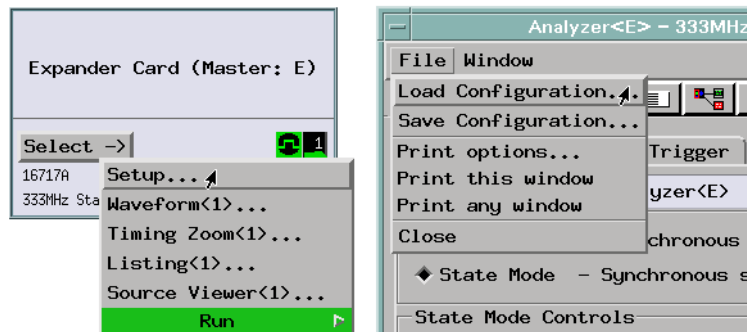 Expander Card (Master: E)
Select ->
1
16717A
333MHz Sta
Setup...
Waveform<1>...
Timing Zoom<1>...
Listing<1>...
Source Viewer<1>...
Run
Analyzer<E> - 333MHz
File Window
Load Configuration...
Save Configuration...
Print options...
Print this window
Print any window
Close
Trigger
yzer<E>
chronous
State Mode - Synchronous s
State Mode Controls